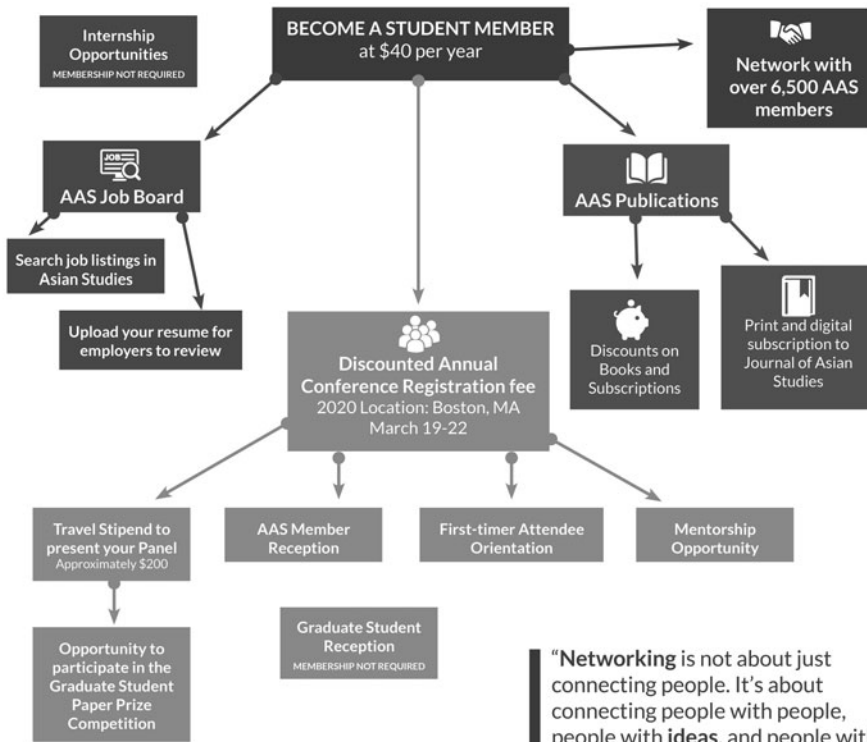 Internship
Opportunities
MEMBERSHIP NOT REQUIRED
BECOME A STUDENT MEMBER
at $40 per year
Network with
over 6,500 AAS
members
JOB
AAS Job Board
AAS Publications
Search job listings in
Asian Studies
Upload your resume for
employers to review
Discounts on
Books and
Subscriptions
Print and digital
subscription to
Journal of Asian
Studies
Discounted Annual
Conference Registration fee
2020 Location: Boston, MA
March 19-22
Travel Stipend to
present your Panel
Approximately $200
AAS Member
Reception
First-timer Attendee
Orientation
Mentorship
Opportunity
Opportunity to
participate in the
Graduate Student
Paper Prize
Competition
Graduate Student
Reception
MEMBERSHIP NOT REQUIRED
“Networking is not about just
connecting people. It’s about
connecting people with people,
people with ideas, and people